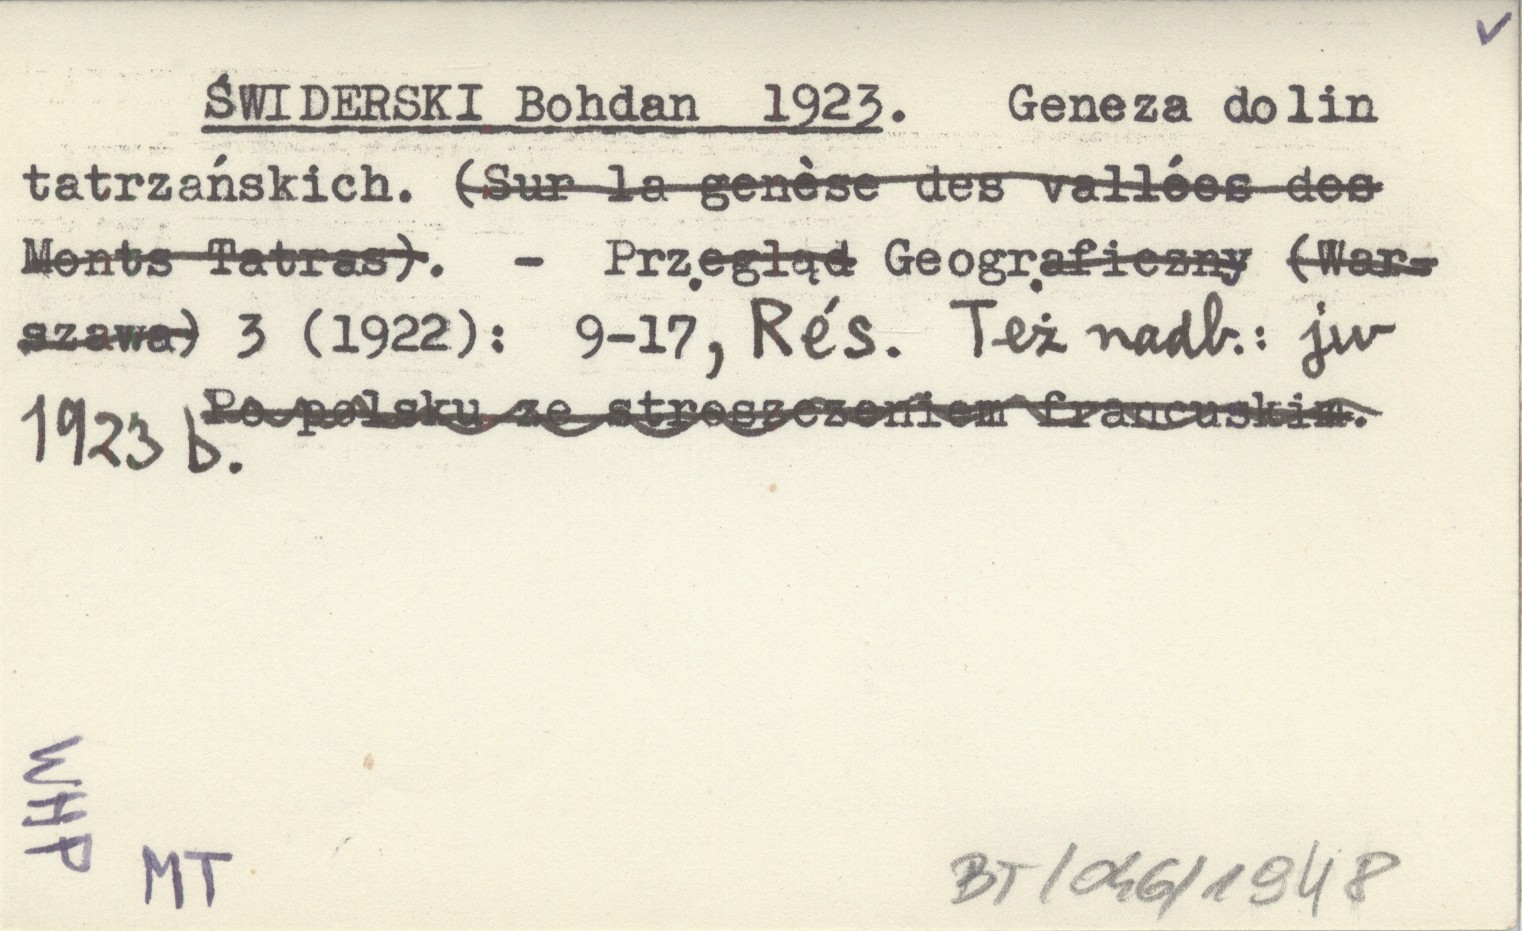 ✓
ŚWIDERSKI Bohdan 1923. Geneza dolin
tatrzańskich. (Sur la genèse des vallées des
Monts Tatras). - Przegląd Geograficzny (War-
szawa) 3 (1922): 9-17, Rés. Też nadb.: jw
1923 b. Po polsku ze streszczeniem francuskim.
WHP
MT
BT/046/1948